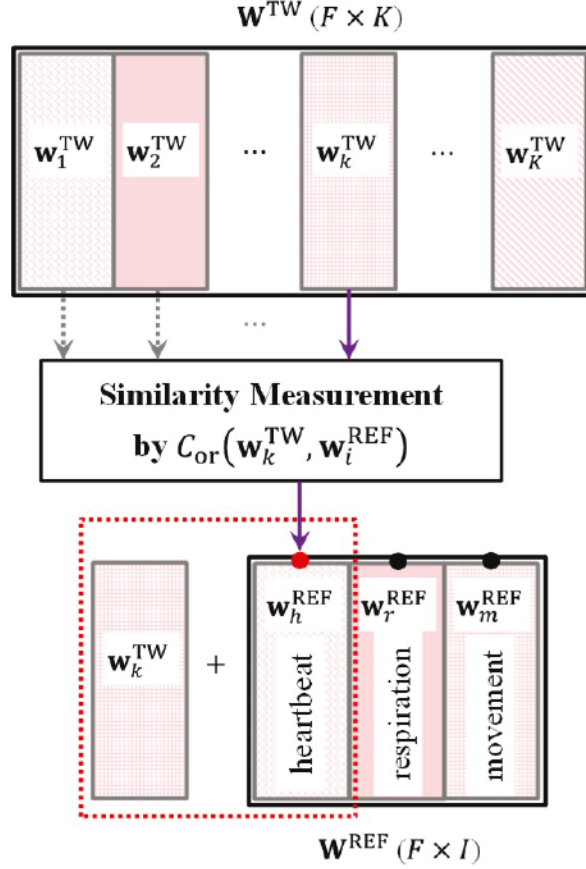 W^TW (F × K)
w_1^TW w_2^TW ... w_k^TW ... w_K^TW
...
Similarity Measurement
by C_or(w_k^TW, w_i^REF)
w_k^TW + w_h^REF w_r^REF w_m^REF
heartbeat respiration movement
W^REF (F × I)